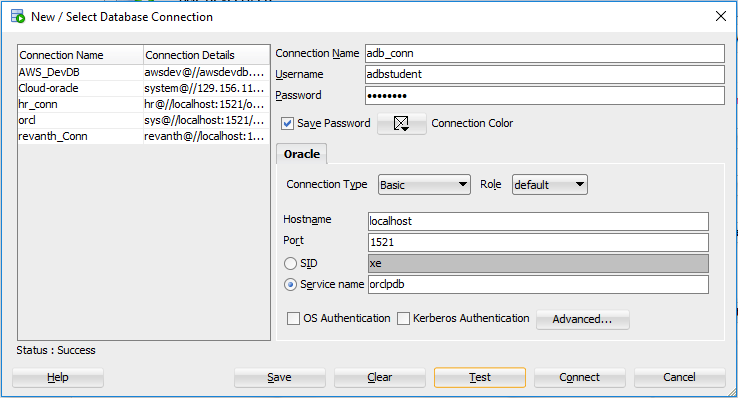 New / Select Database Connection
Connection Name Connection Details
AWS_DevDB awsdev@//awsdevdb....
Cloud-oracle system@//129.156.11...
hr_conn hr@//localhost:1521/o...
orcl sys@//localhost:1521/...
revanth_Conn revanth@//localhost:1...
Connection Name adb_conn
Username adbstudent
Password ••••••••
Save Password Connection Color
Oracle
Connection Type Basic Role default
Hostname localhost
Port 1521
SID xe
Service name orclpdb
OS Authentication Kerberos Authentication Advanced...
Status : Success
Help Save Clear Test Connect Cancel